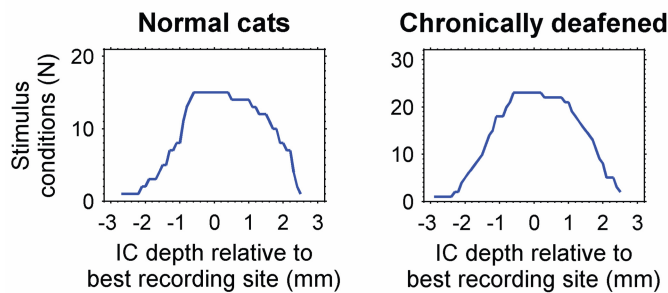 Normal cats
Chronically deafened
Stimulus
conditions (N)
20
10
0
-3 -2 -1 0 1 2 3
IC depth relative to
best recording site (mm)
30
20
10
0
-3 -2 -1 0 1 2 3
IC depth relative to
best recording site (mm)